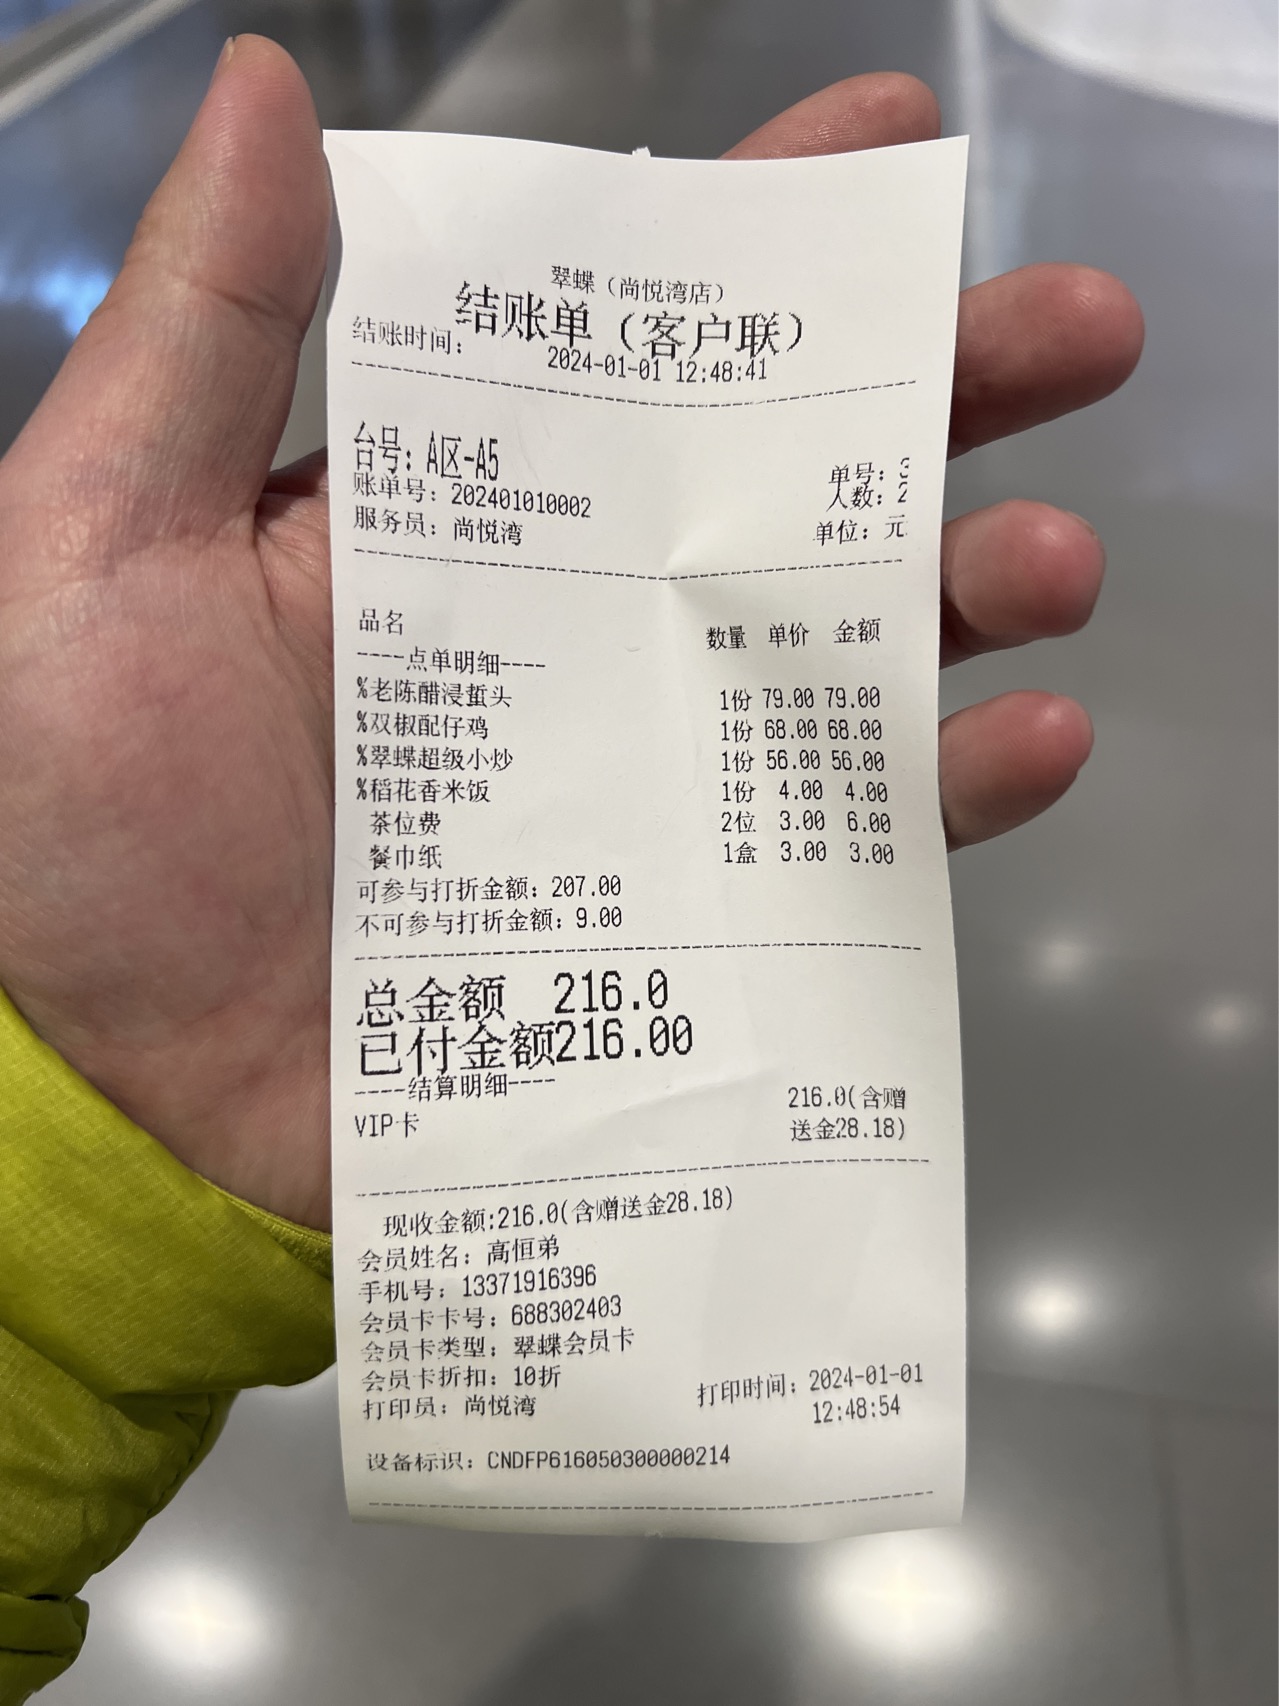 翠蝶（尚悦湾店）
结账单（客户联）
结账时间： 2024-01-01 12:48:41
台号：A区-A5
单号：3
账单号：202401010002 人数：2
服务员：尚悦湾 单位：元
品名 数量 单价 金额
----点单明细----
%老陈醋浸蜇头 1份 79.00 79.00
%双椒配仔鸡 1份 68.00 68.00
%翠蝶超级小炒 1份 56.00 56.00
%稻花香米饭 1份 4.00 4.00
茶位费 2位 3.00 6.00
餐巾纸 1盒 3.00 3.00
可参与打折金额：207.00
不可参与打折金额：9.00
总金额 216.0
已付金额216.00
----结算明细----
VIP卡 216.0(含赠
送金28.18)
现收金额:216.0(含赠送金28.18)
会员姓名：高恒弟
手机号：13371916396
会员卡卡号：688302403
会员卡类型：翠蝶会员卡
会员卡折扣：10折
打印员：尚悦湾 打印时间：2024-01-01
12:48:54
设备标识：CNDFP616050300000214